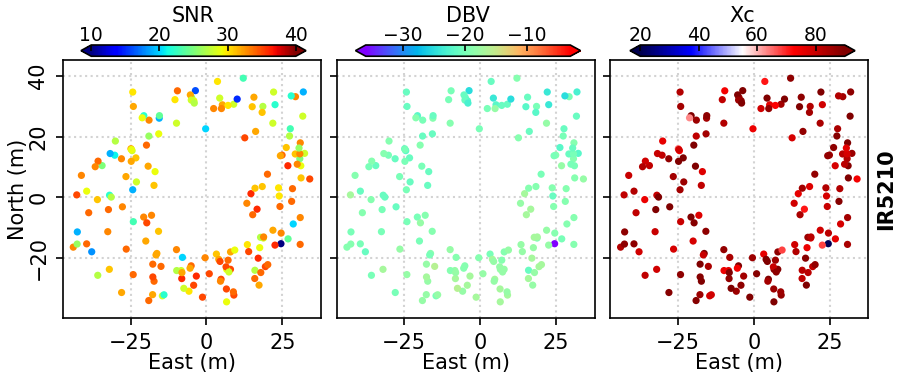 SNR DBV Xc
10 20 30 40 −30 −20 −10 20 40 60 80
40
20
0
−20
North (m)
IR5210
−25 0 25 −25 0 25 −25 0 25
East (m) East (m) East (m)